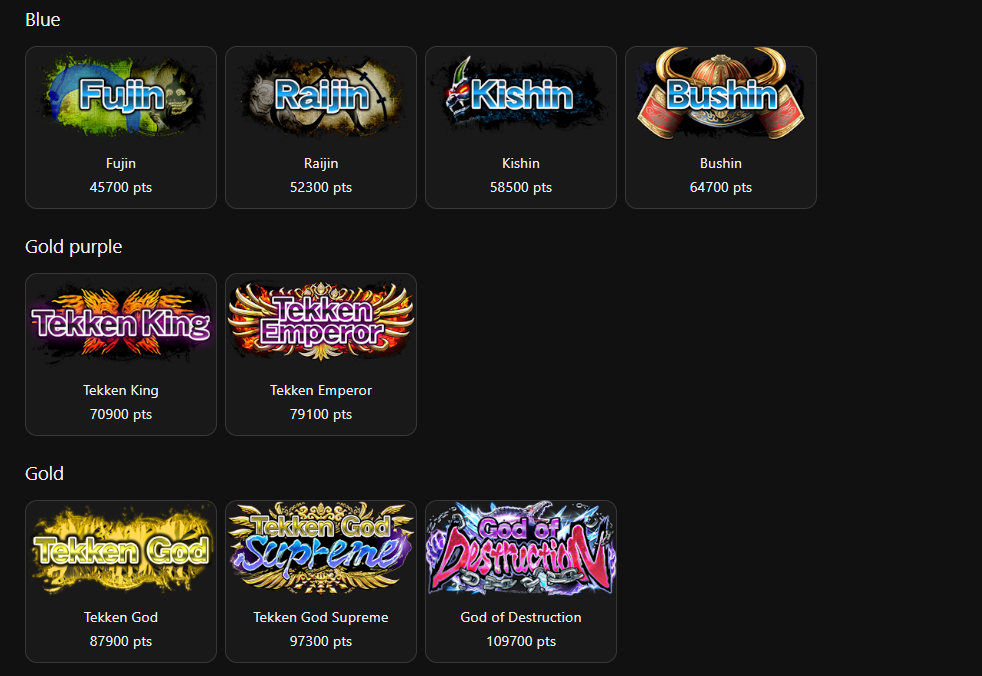 Blue
Fujin
Raijin
Kishin
Bushin
Fujin
45700 pts
Raijin
52300 pts
Kishin
58500 pts
Bushin
64700 pts
Gold purple
Tekken King
Tekken
Emperor
Tekken King
70900 pts
Tekken Emperor
79100 pts
Gold
Tekken God
Tekken God
Supreme
God of
Destruction
Tekken God
87900 pts
Tekken God Supreme
97300 pts
God of Destruction
109700 pts